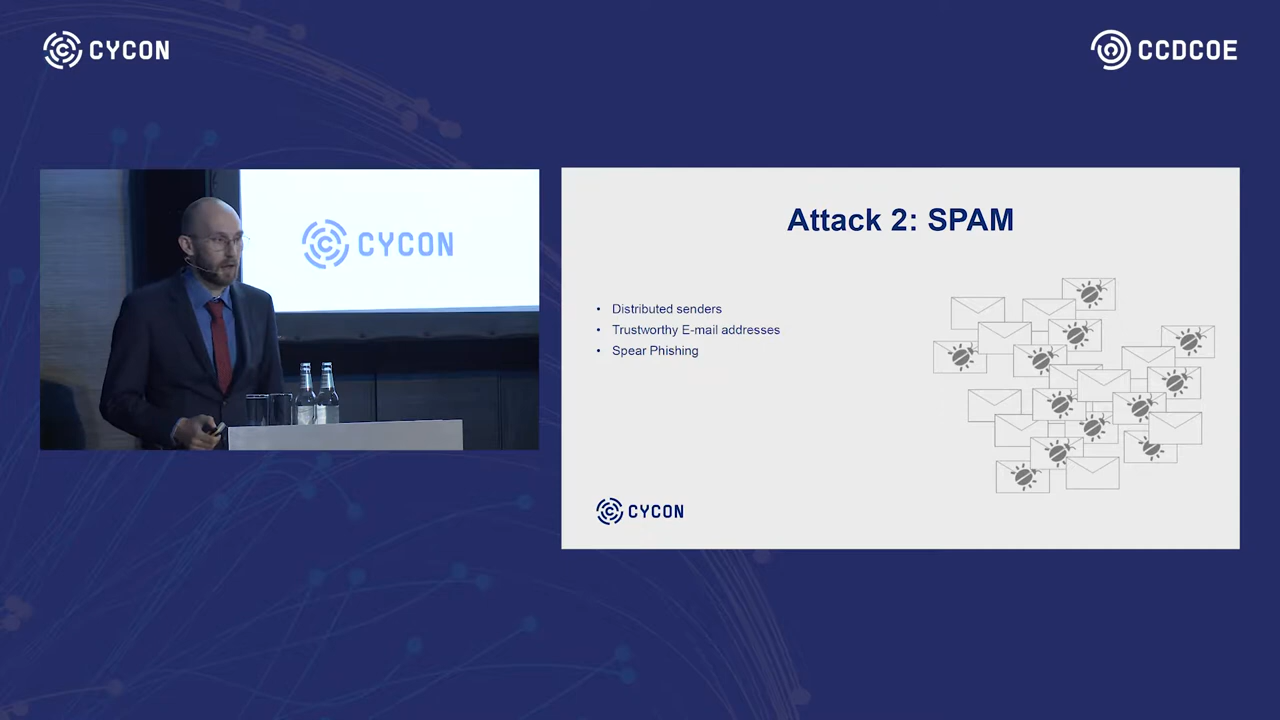 CYCON
CCDCOE
CYCON
Attack 2: SPAM
• Distributed senders
• Trustworthy E-mail addresses
• Spear Phishing
CYCON